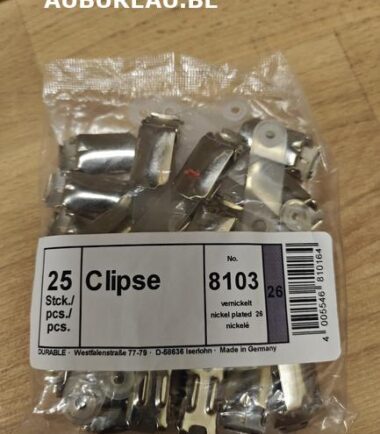 AUBUREAU.BE
25
Stck./
pcs./
pcs.
Clipse
No.
8103
vernickelt
nickel plated 26
nickelé
26
4 005546 810164
DURABLE · Westfalenstraße 77-79 · D-58636 Iserlohn · Made in Germany